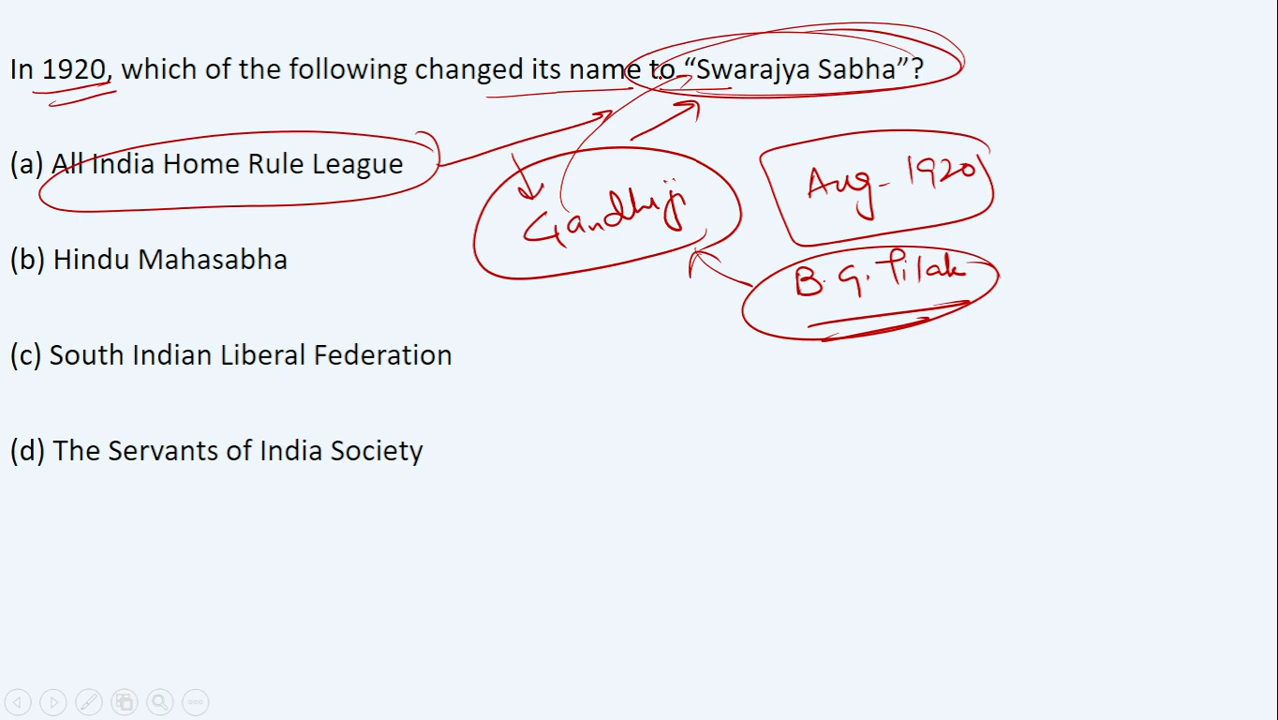 In 1920, which of the following changed its name to “Swarajya Sabha”?
(a) All India Home Rule League
Gandhiji
Aug - 1920
(b) Hindu Mahasabha
B. G. Tilak
(c) South Indian Liberal Federation
(d) The Servants of India Society